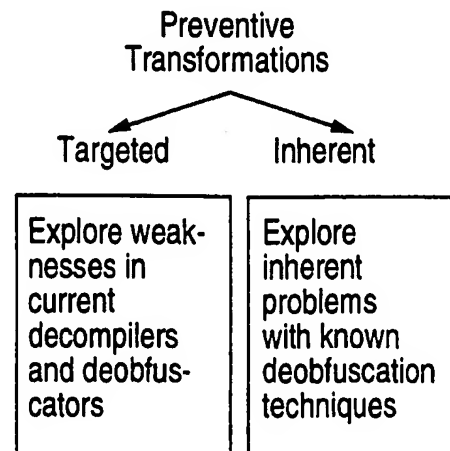 Preventive
Transformations
Targeted
Inherent
Explore weak-
nesses in
current
decompilers
and deobfus-
cators
Explore
inherent
problems
with known
deobfuscation
techniques